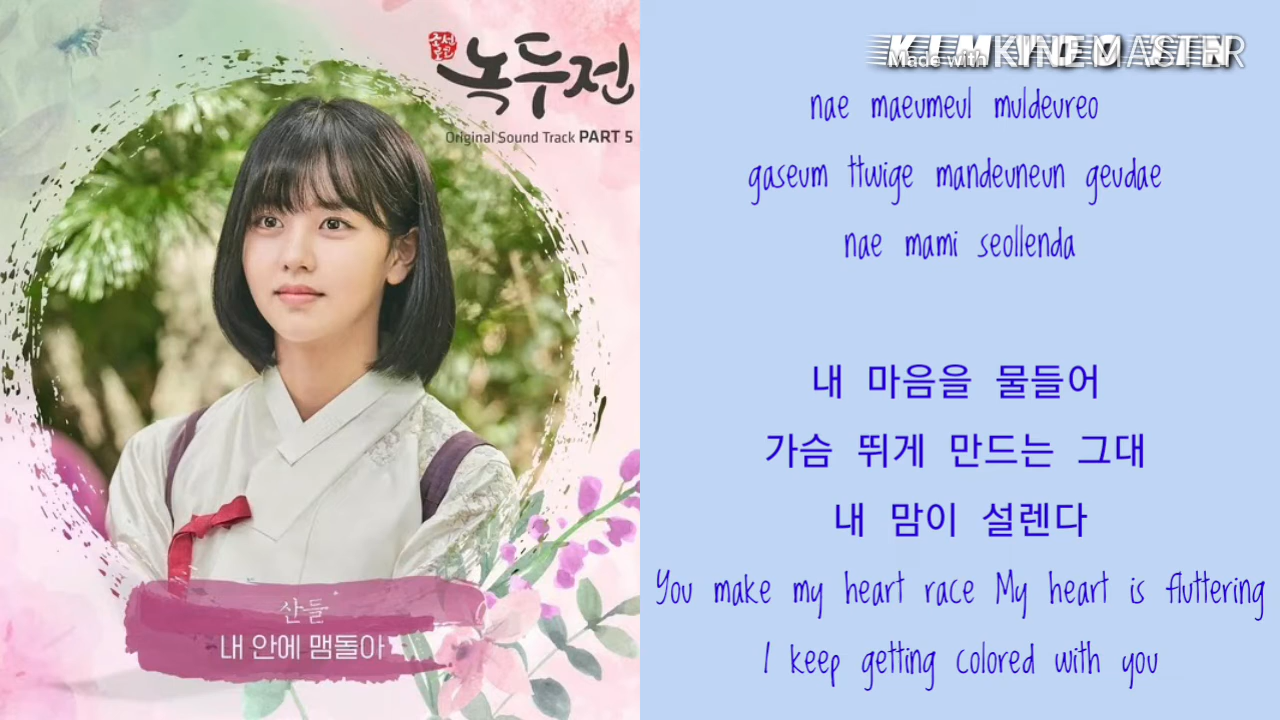 녹두전
Original Sound Track PART 5
산들
내 안에 맴돌아
Made with KINEMASTER
nae maeumeul muldeureo
gaseum ttwige mandeuneun geudae
nae mami seollenda
내 마음을 물들어
가슴 뛰게 만드는 그대
내 맘이 설렌다
You make my heart race My heart is fluttering
I keep getting colored with you